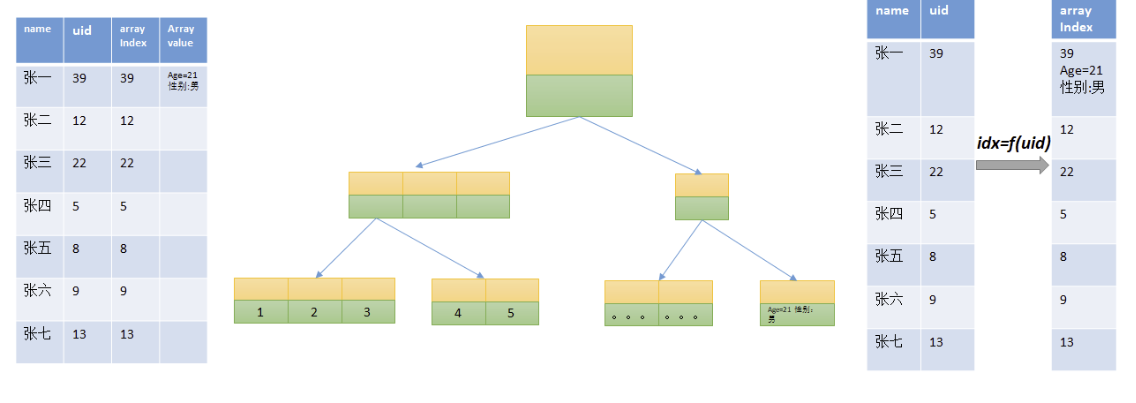 name uid array Index Array value
张一 39 39 Age=21 性别:男
张二 12 12
张三 22 22
张四 5 5
张五 8 8
张六 9 9
张七 13 13
1 2 3
4 5
。。。 。。。
Age=21 性别:
男
name uid
张一 39
张二 12
张三 22
张四 5
张五 8
张六 9
张七 13
idx=f(uid)
array
Index
39
Age=21
性别:男
12
22
5
8
9
13